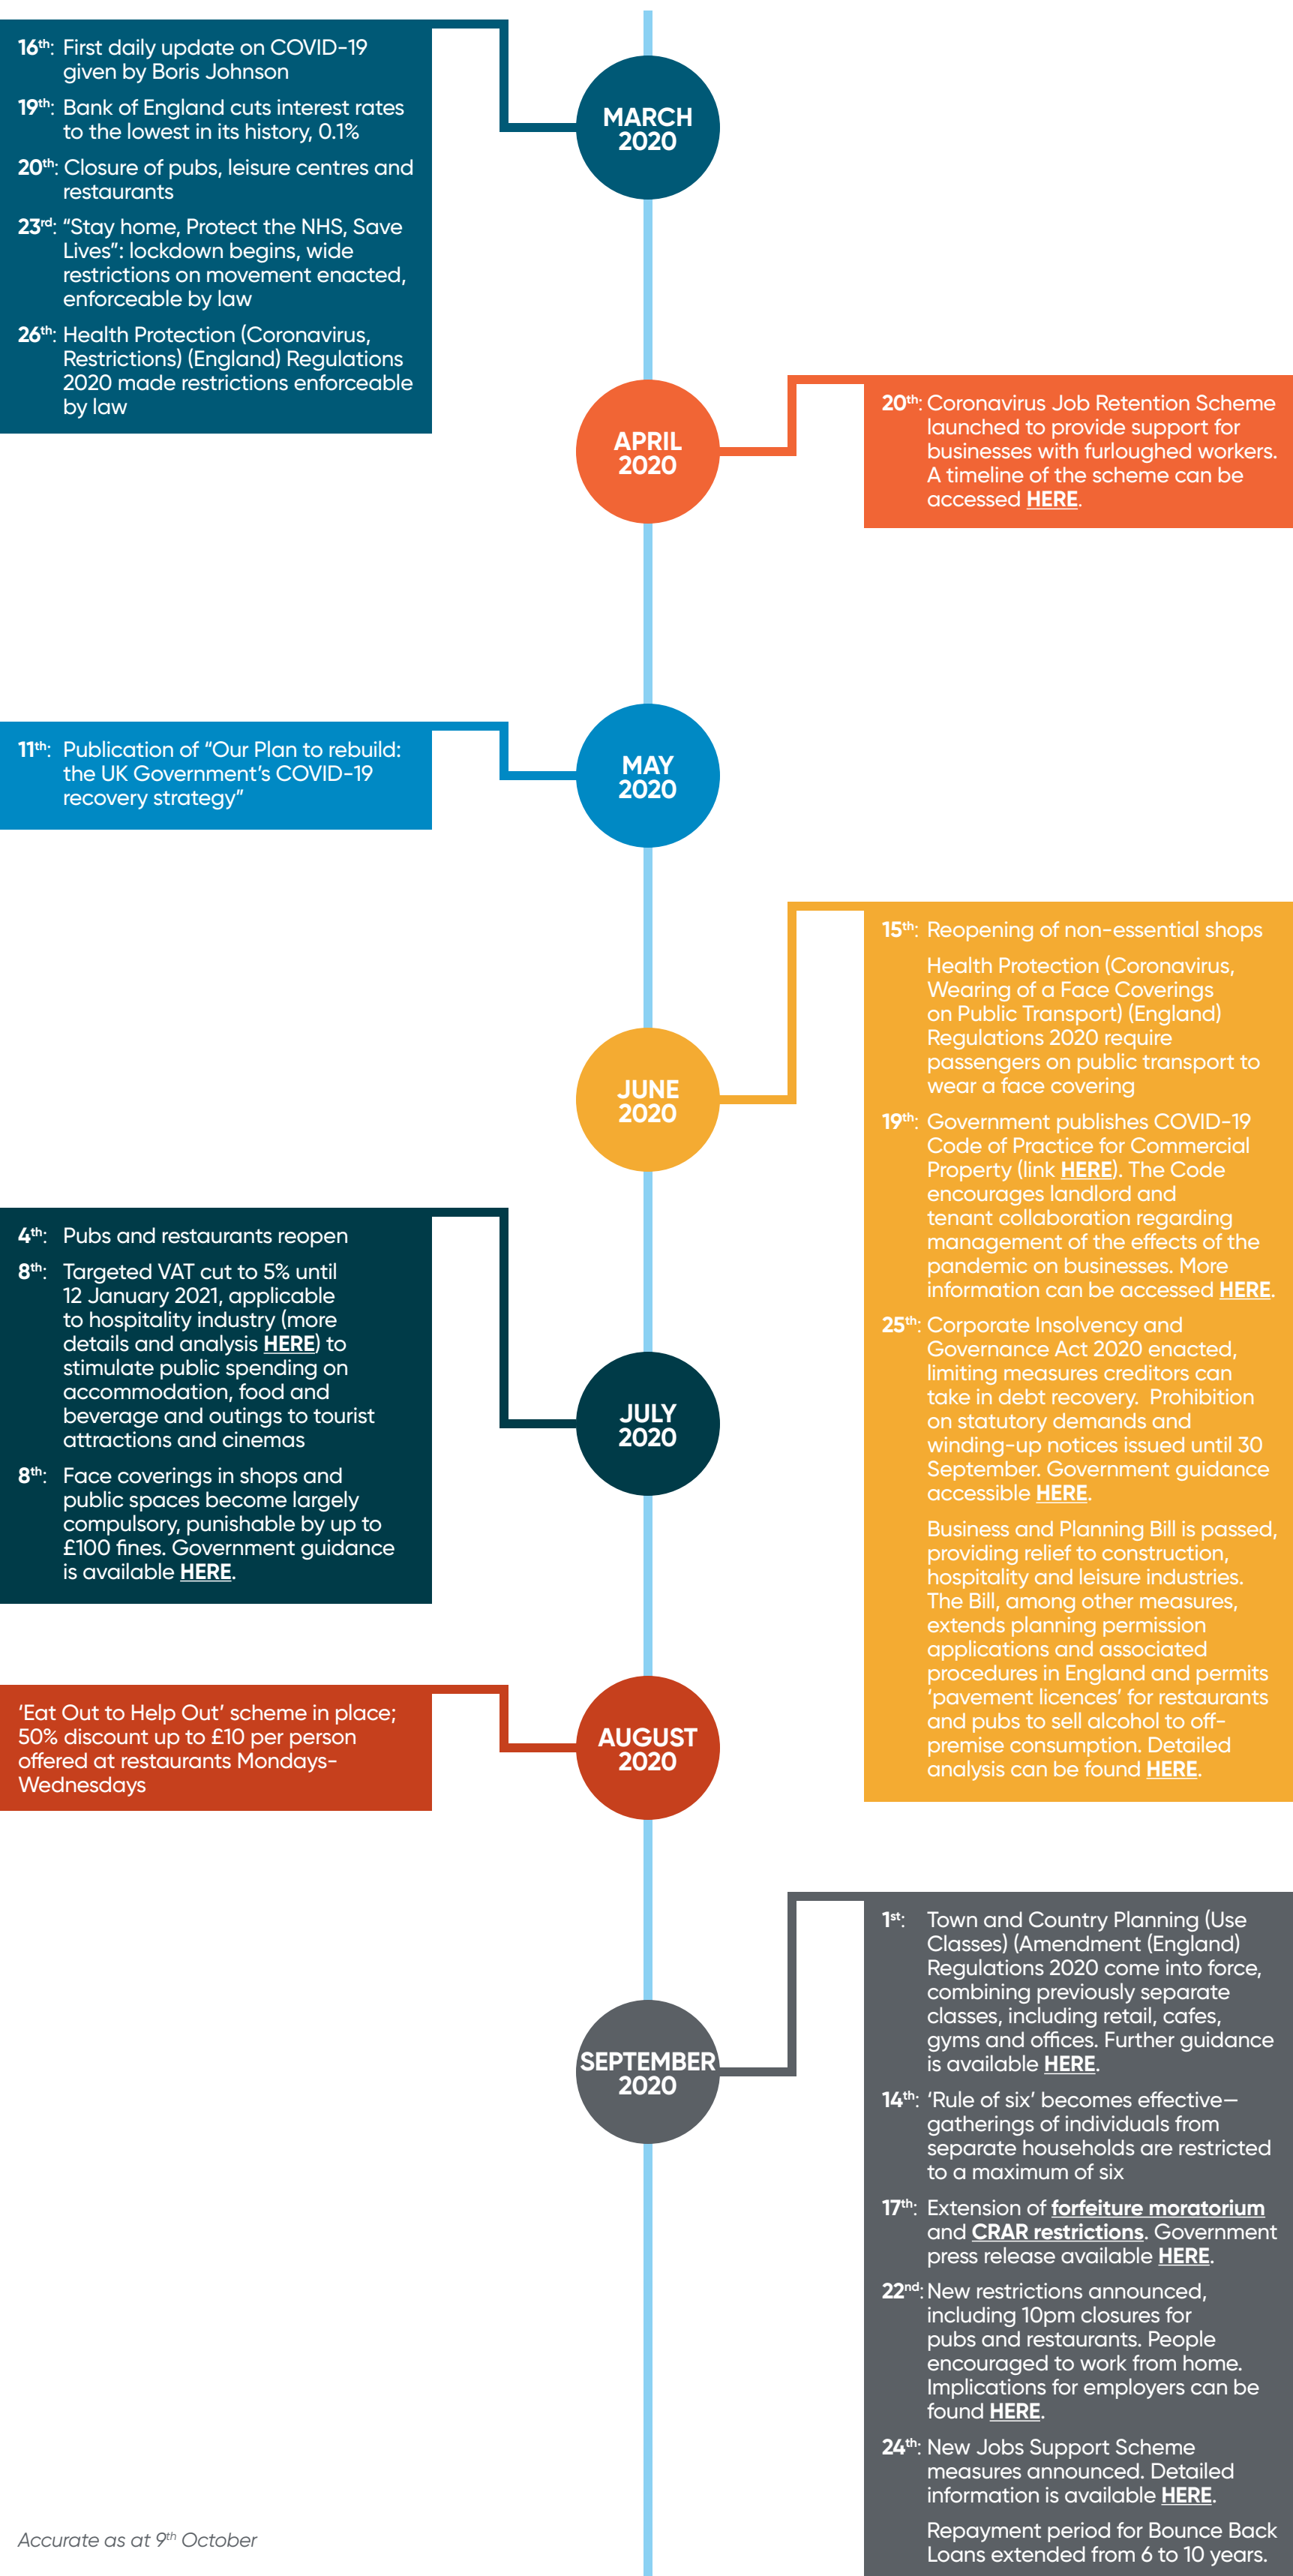 MARCH
2020
16th: First daily update on COVID-19
given by Boris Johnson
19th: Bank of England cuts interest rates
to the lowest in its history, 0.1%
20th: Closure of pubs, leisure centres and
restaurants
23rd: “Stay home, Protect the NHS, Save
Lives”: lockdown begins, wide
restrictions on movement enacted,
enforceable by law
26th: Health Protection (Coronavirus,
Restrictions) (England) Regulations
2020 made restrictions enforceable
by law
APRIL
2020
20th: Coronavirus Job Retention Scheme
launched to provide support for
businesses with furloughed workers.
A timeline of the scheme can be
accessed HERE.
MAY
2020
11th: Publication of “Our Plan to rebuild:
the UK Government’s COVID-19
recovery strategy”
JUNE
2020
15th: Reopening of non-essential shops
Health Protection (Coronavirus,
Wearing of a Face Coverings
on Public Transport) (England)
Regulations 2020 require
passengers on public transport to
wear a face covering
19th: Government publishes COVID-19
Code of Practice for Commercial
Property (link HERE). The Code
encourages landlord and
tenant collaboration regarding
management of the effects of the
pandemic on businesses. More
information can be accessed HERE.
25th: Corporate Insolvency and
Governance Act 2020 enacted,
limiting measures creditors can
take in debt recovery. Prohibition
on statutory demands and
winding-up notices issued until 30
September. Government guidance
accessible HERE.
Business and Planning Bill is passed,
providing relief to construction,
hospitality and leisure industries.
The Bill, among other measures,
extends planning permission
applications and associated
procedures in England and permits
‘pavement licences’ for restaurants
and pubs to sell alcohol to off-
premise consumption. Detailed
analysis can be found HERE.
JULY
2020
4th: Pubs and restaurants reopen
8th: Targeted VAT cut to 5% until
12 January 2021, applicable
to hospitality industry (more
details and analysis HERE) to
stimulate public spending on
accommodation, food and
beverage and outings to tourist
attractions and cinemas
8th: Face coverings in shops and
public spaces become largely
compulsory, punishable by up to
£100 fines. Government guidance
is available HERE.
AUGUST
2020
‘Eat Out to Help Out’ scheme in place;
50% discount up to £10 per person
offered at restaurants Mondays-
Wednesdays
SEPTEMBER
2020
1st: Town and Country Planning (Use
Classes) (Amendment (England)
Regulations 2020 come into force,
combining previously separate
classes, including retail, cafes,
gyms and offices. Further guidance
is available HERE.
14th: ‘Rule of six’ becomes effective—
gatherings of individuals from
separate households are restricted
to a maximum of six
17th: Extension of forfeiture moratorium
and CRAR restrictions. Government
press release available HERE.
22nd: New restrictions announced,
including 10pm closures for
pubs and restaurants. People
encouraged to work from home.
Implications for employers can be
found HERE.
24th: New Jobs Support Scheme
measures announced. Detailed
information is available HERE.
Repayment period for Bounce Back
Loans extended from 6 to 10 years.
Accurate as at 9th October